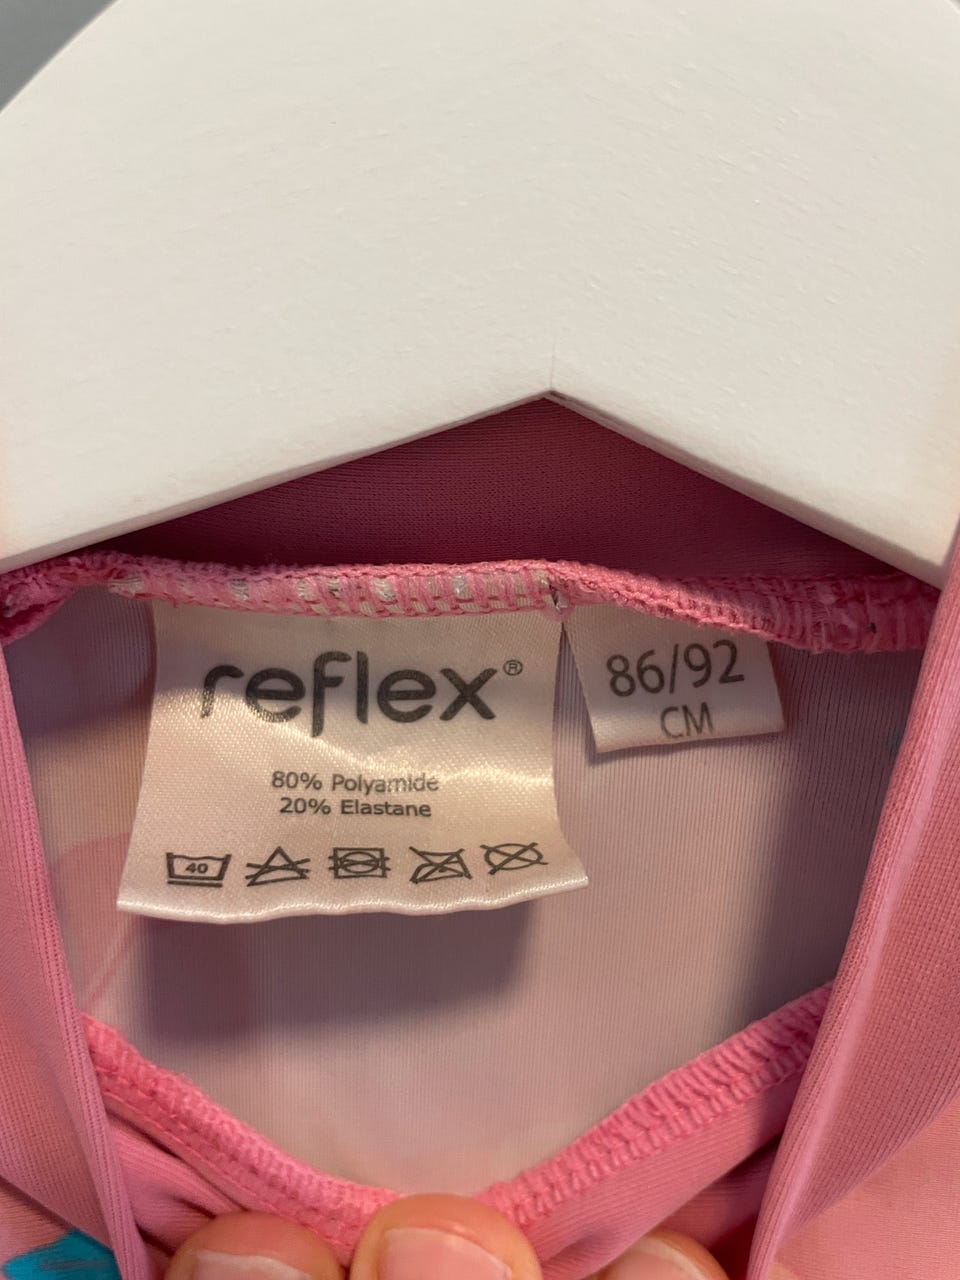 reflex®
80% Polyamide
20% Elastane
40
86/92
CM